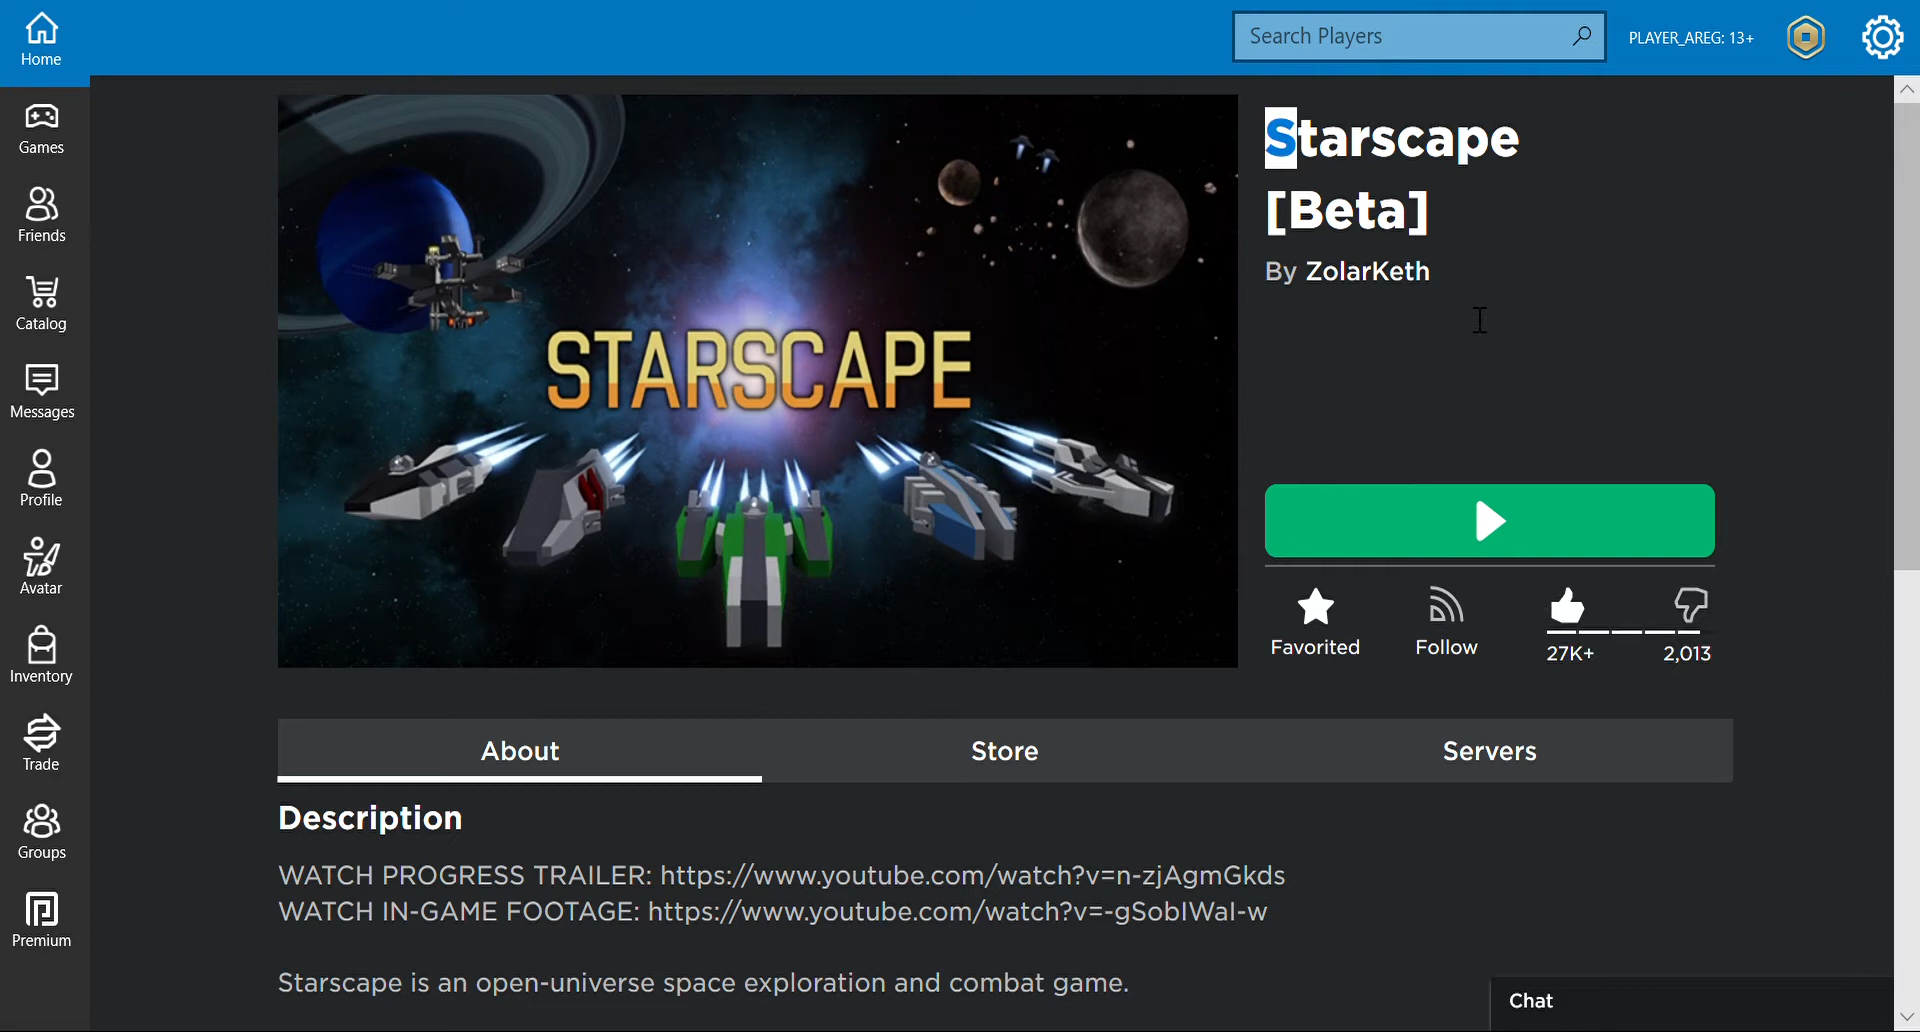 Home
Search Players
PLAYER_AREG: 13+
Games
Friends
Catalog
Messages
Profile
Avatar
Inventory
Trade
Groups
Premium
STARSCAPE
Starscape
[Beta]
By ZolarKeth
Favorited
Follow
27K+
2,013
About
Store
Servers
Description
WATCH PROGRESS TRAILER: https://www.youtube.com/watch?v=n-zjAgmGkds
WATCH IN-GAME FOOTAGE: https://www.youtube.com/watch?v=-gSobIWaI-w
Starscape is an open-universe space exploration and combat game.
Chat